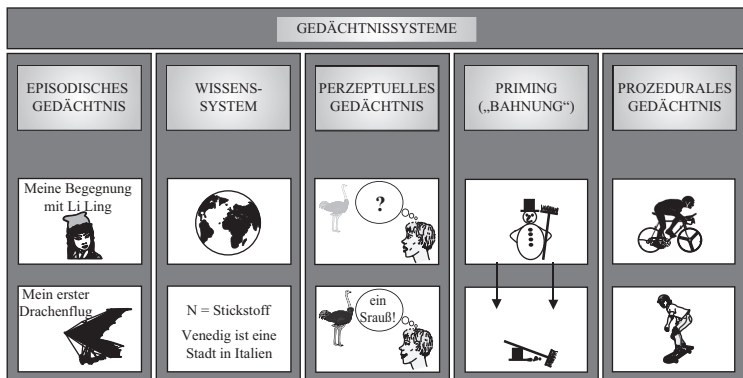 GEDÄCHTNISSYSTEME
EPISODISCHES
GEDÄCHTNIS
WISSENS-
SYSTEM
PERZEPTUELLES
GEDÄCHTNIS
PRIMING
(„BAHNUNG“)
PROZEDURALES
GEDÄCHTNIS
Meine Begegnung
mit Li Ling
?
Mein erster
Drachenflug
N = Stickstoff
Venedig ist eine
Stadt in Italien
ein
Srauß!